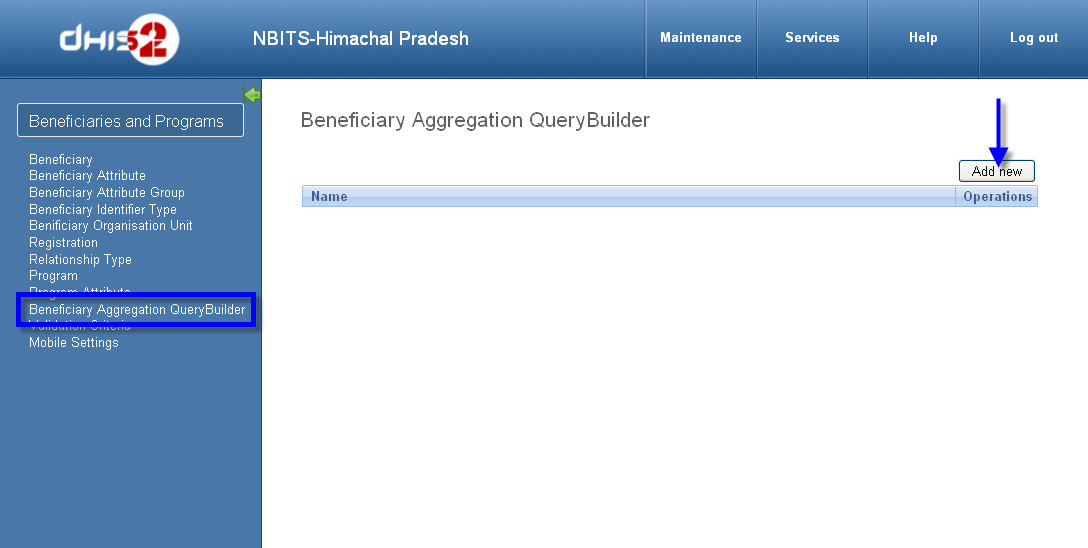 dhis2
NBITS-Himachal Pradesh
Maintenance
Services
Help
Log out
Beneficiaries and Programs
Beneficiary
Beneficiary Attribute
Beneficiary Attribute Group
Beneficiary Identifier Type
Benificiary Organisation Unit
Registration
Relationship Type
Program
Program Attribute
Beneficiary Aggregation QueryBuilder
Validation Criteria
Mobile Settings
Beneficiary Aggregation QueryBuilder
Add new
Name
Operations